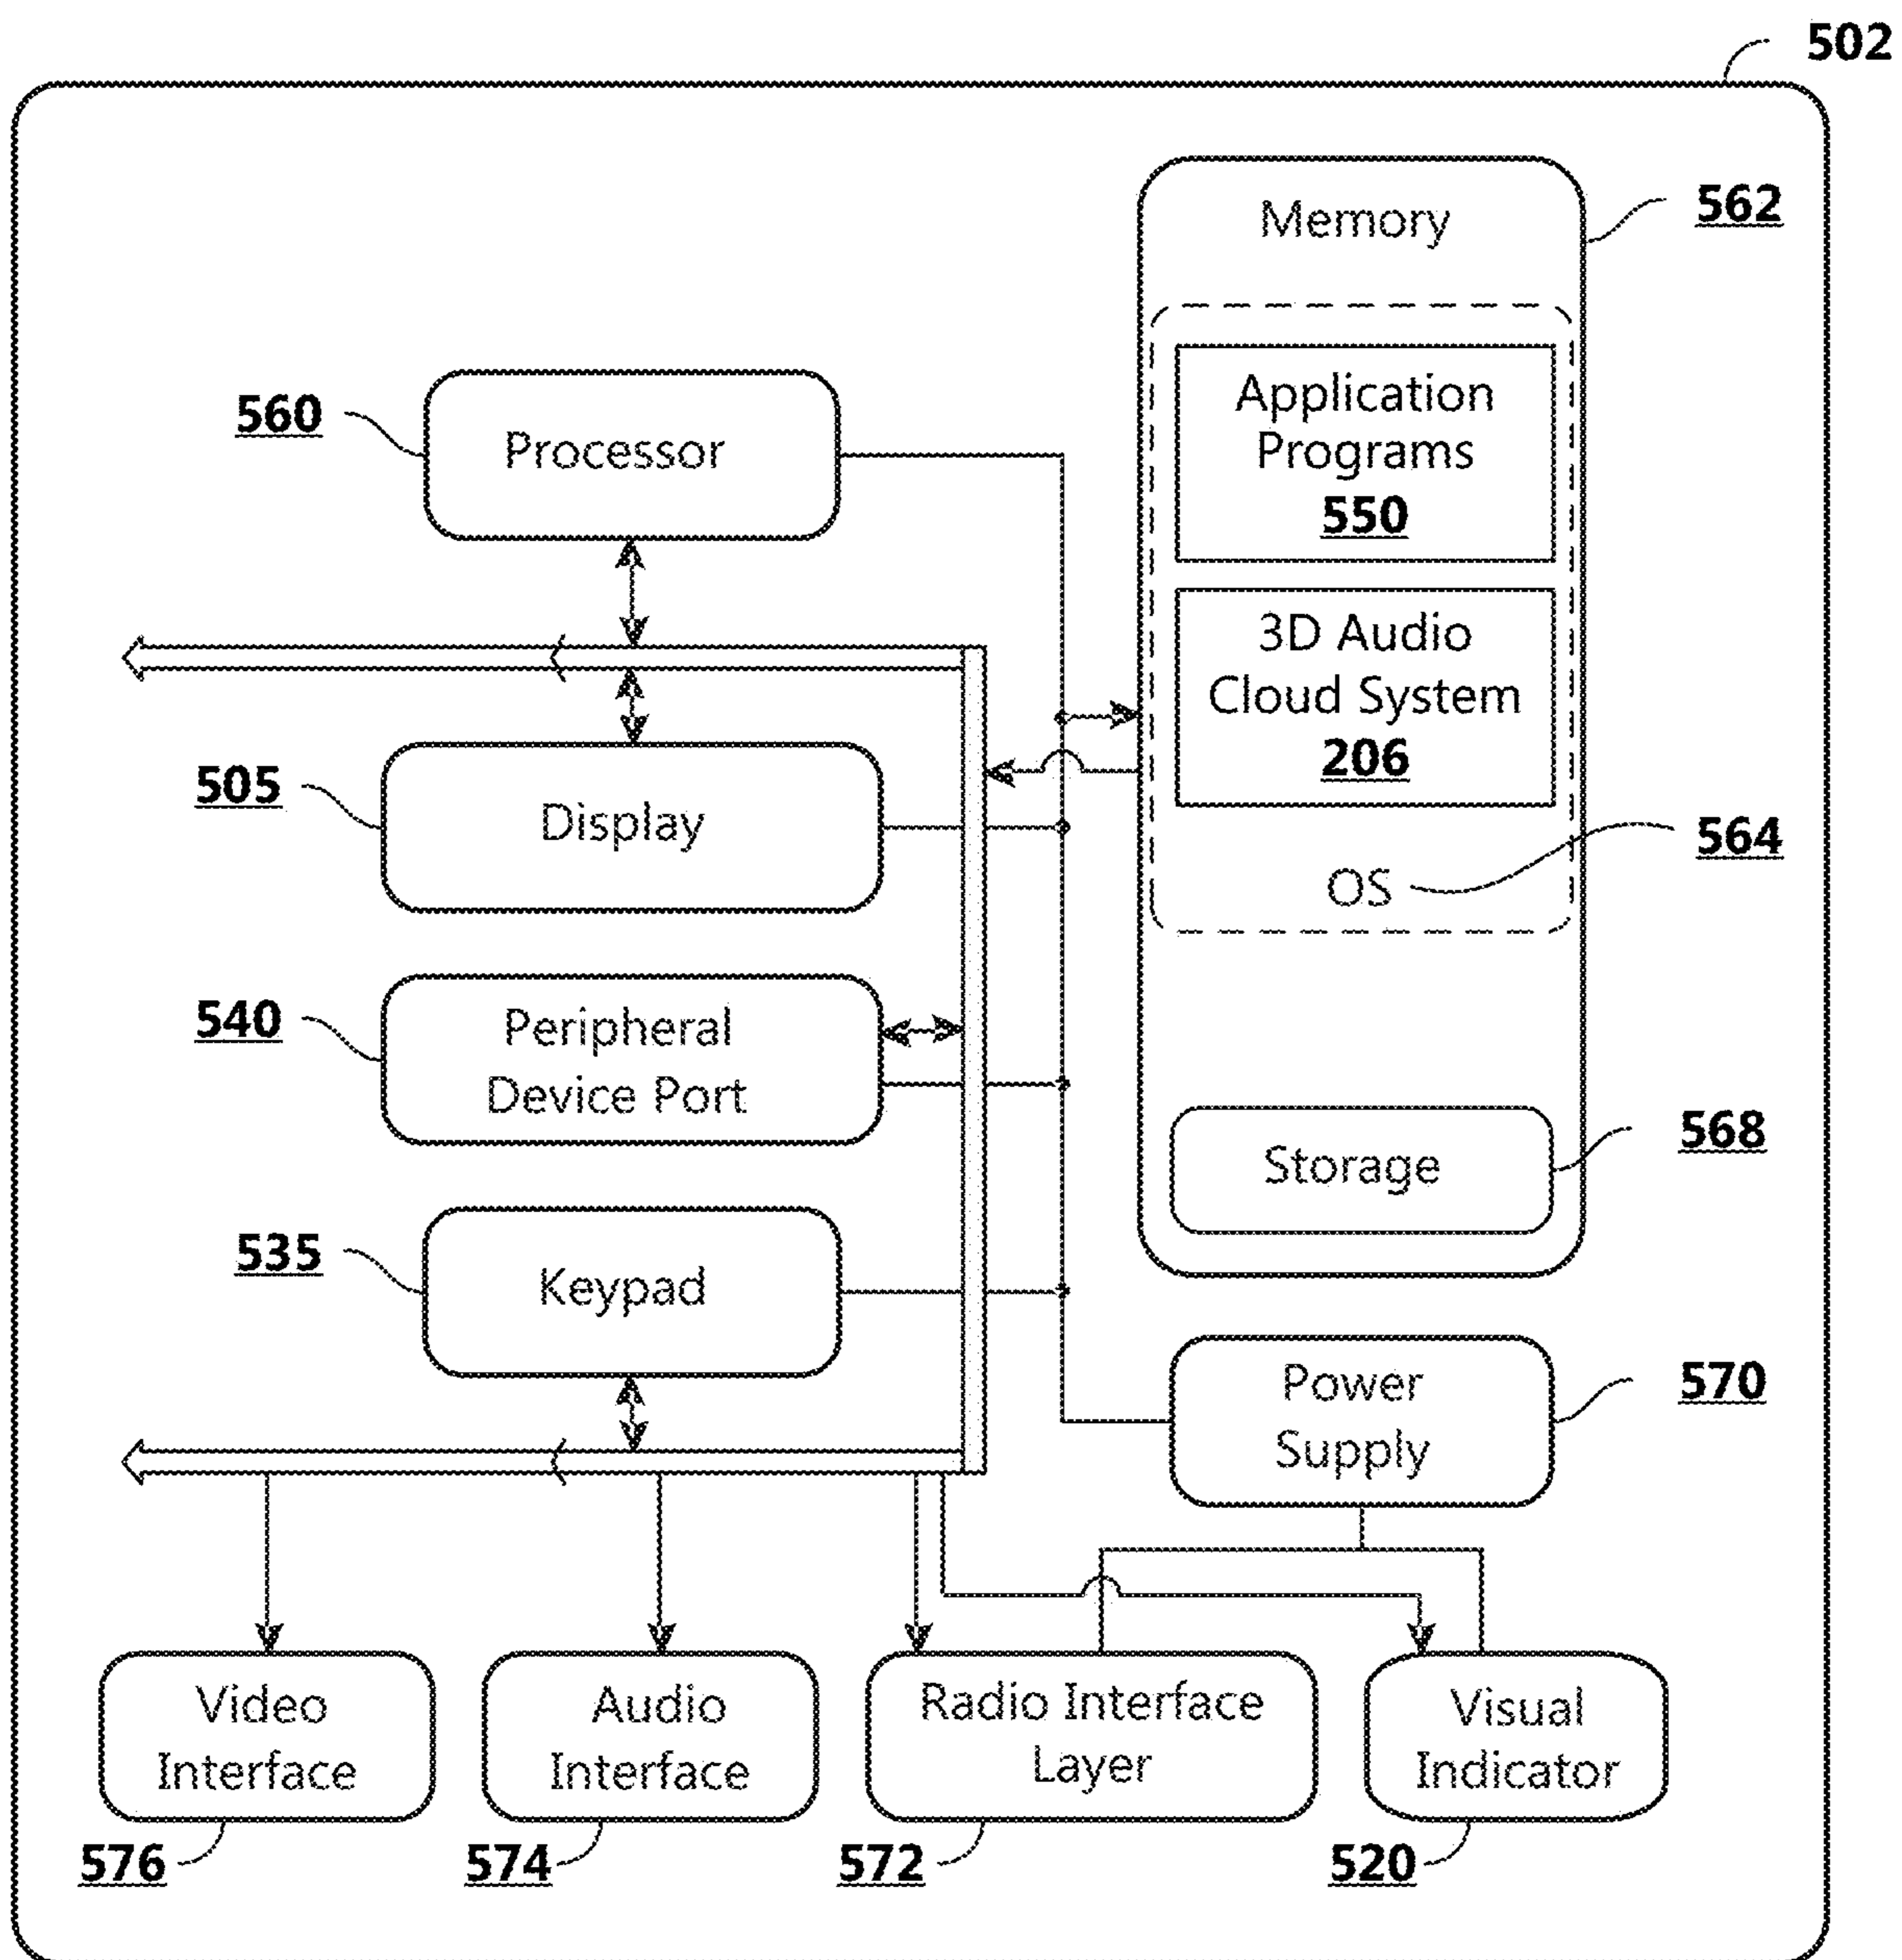 502
Memory
562
Application
Programs
550
560
Processor
3D Audio
Cloud System
206
505
Display
564
OS
540
Peripheral
Device Port
568
Storage
535
Keypad
Power
Supply
570
Video
Interface
Audio
Interface
Radio Interface
Layer
Visual
Indicator
576
574
572
520